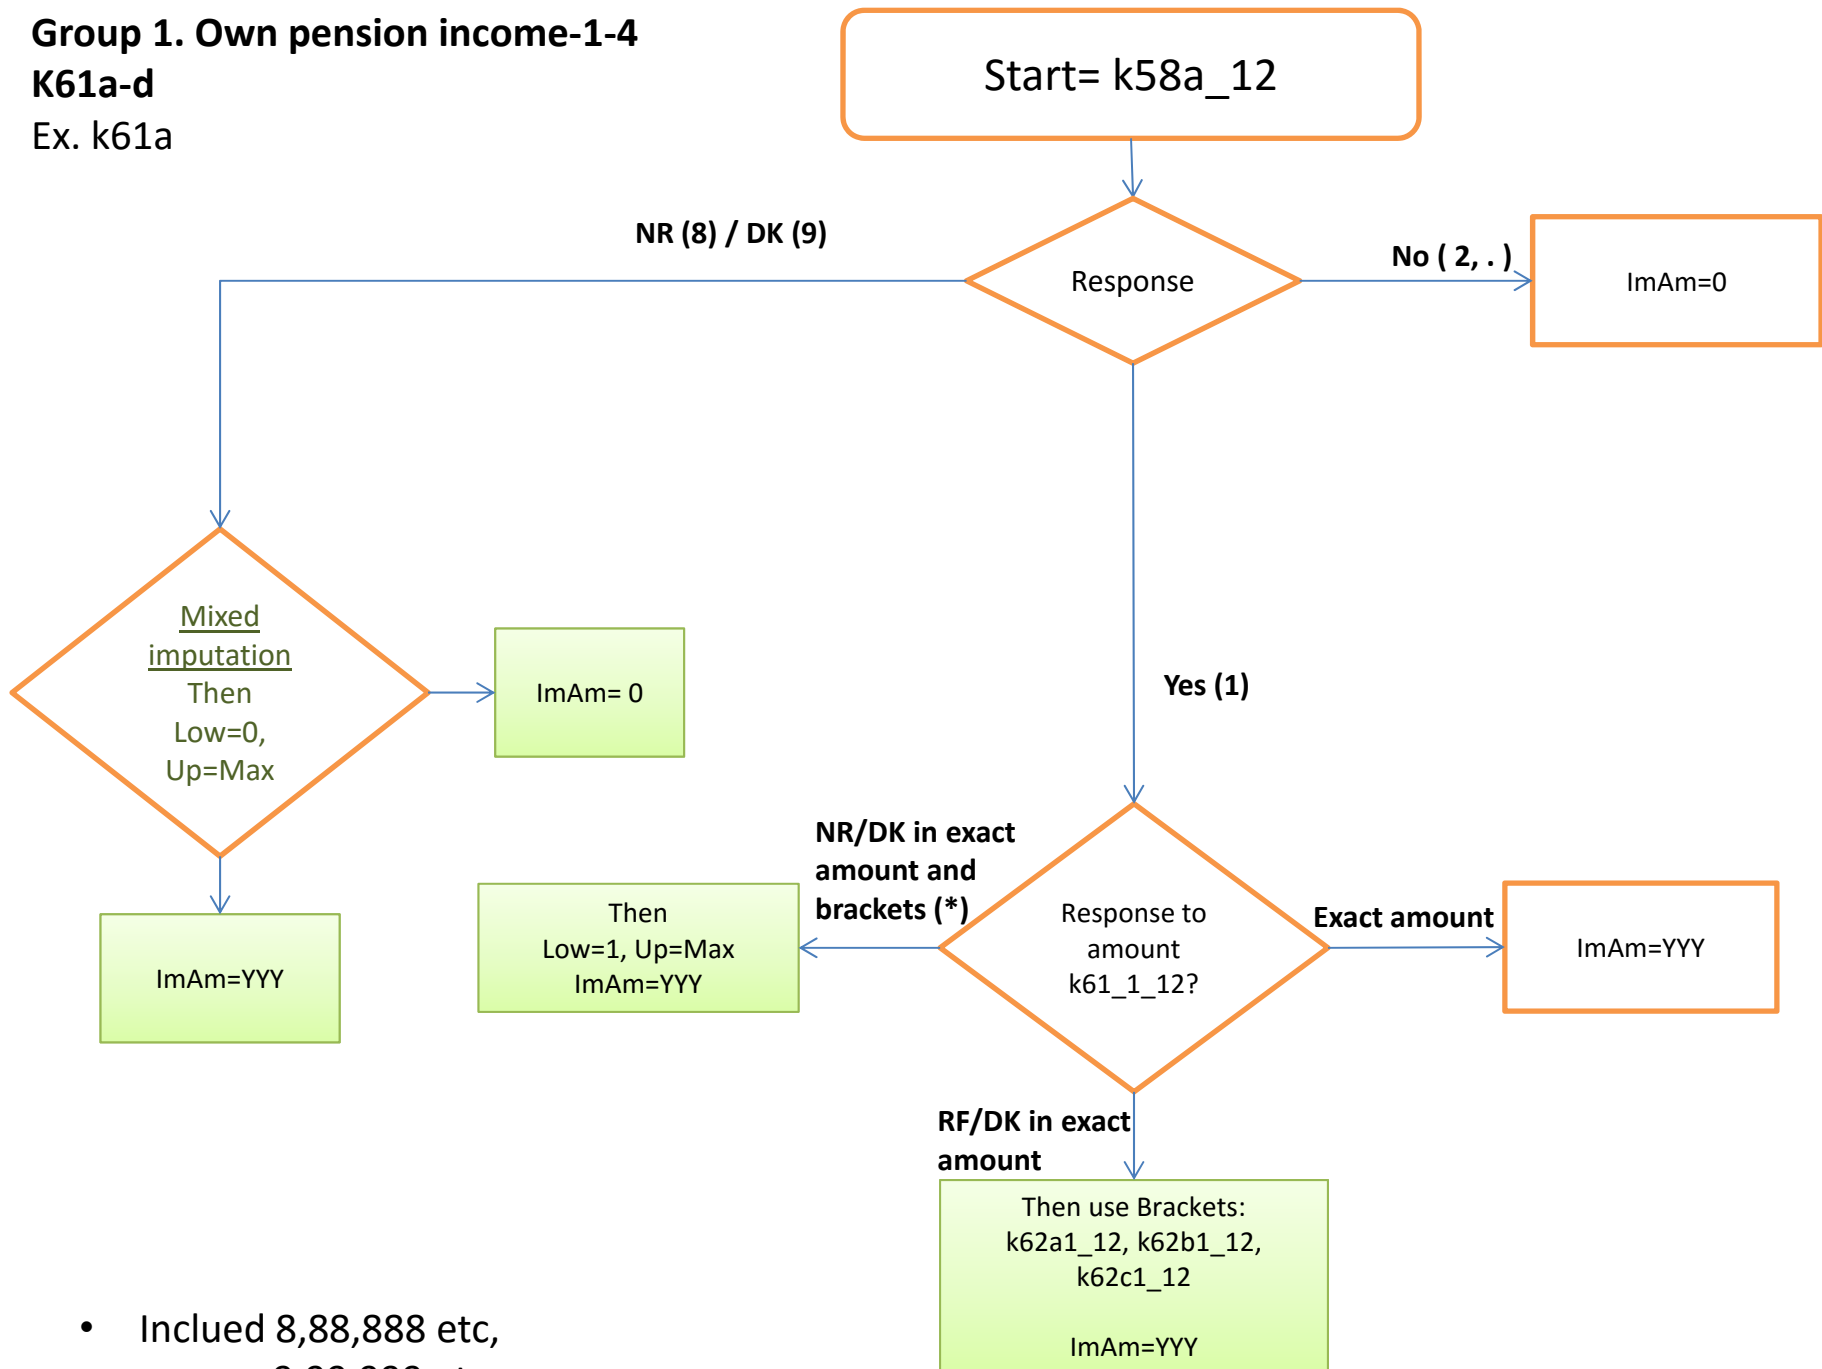 Group 1. Own pension income-1-4
K61a-d
Ex. k61a
Start= k58a_12
NR (8) / DK (9)
Response
No ( 2, . )
ImAm=0
Mixed
imputation
Then
Low=0,
Up=Max
ImAm= 0
Yes (1)
ImAm=YYY
NR/DK in exact
amount and
brackets (*)
Then
Low=1, Up=Max
ImAm=YYY
Response to
amount
k61_1_12?
Exact amount
ImAm=YYY
RF/DK in exact
amount
Then use Brackets:
k62a1_12, k62b1_12,
k62c1_12
ImAm=YYY
• Inclued 8,88,888 etc,